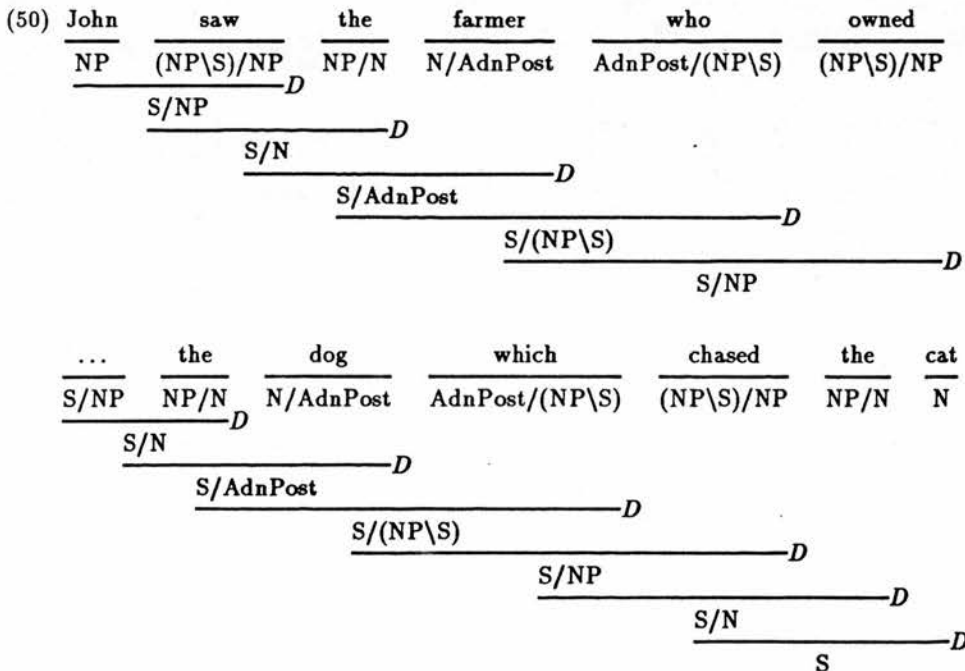 (50) John saw the farmer who owned
NP (NP\S)/NP NP/N N/AdnPost AdnPost/(NP\S) (NP\S)/NP
D
S/NP
D
S/N
D
S/AdnPost
D
S/(NP\S)
D
S/NP
... the dog which chased the cat
S/NP NP/N N/AdnPost AdnPost/(NP\S) (NP\S)/NP NP/N N
D
S/N
D
S/AdnPost
D
S/(NP\S)
D
S/NP
D
S/N
D
S